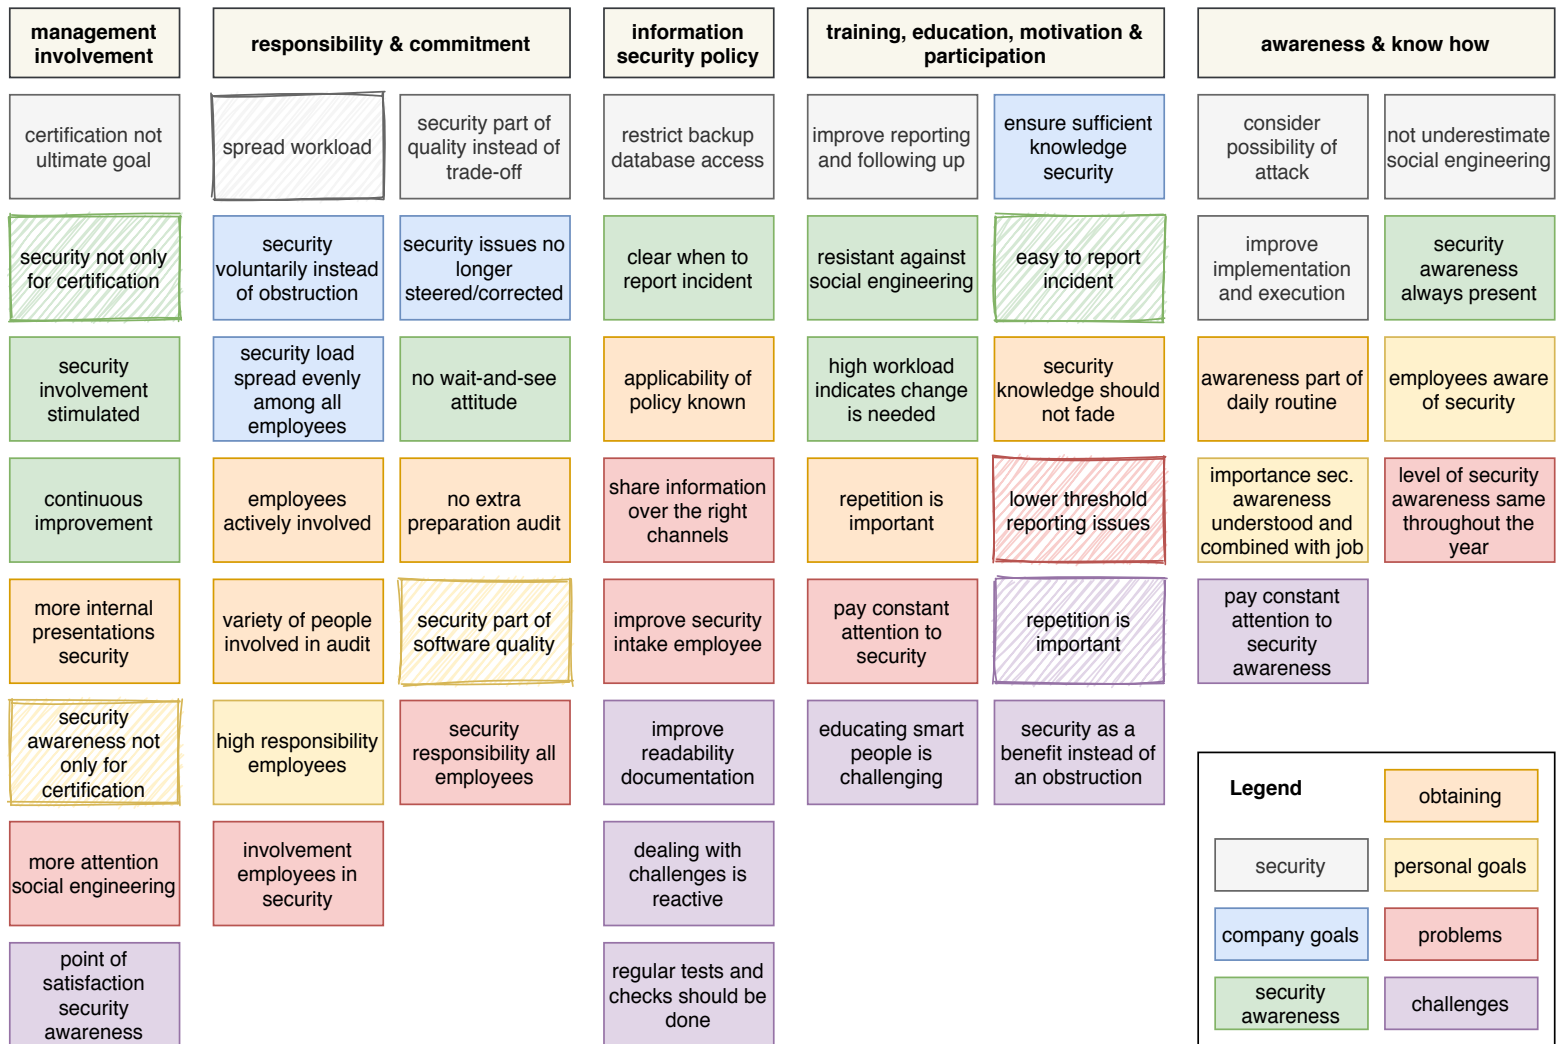 management
involvement
responsibility & commitment
information
security policy
training, education, motivation &
participation
awareness & know how
certification not
ultimate goal
spread workload
security part of
quality instead of
trade-off
restrict backup
database access
improve reporting
and following up
ensure sufficient
knowledge
security
consider
possibility of
attack
not underestimate
social engineering
security not only
for certification
security
voluntarily instead
of obstruction
security issues no
longer
steered/corrected
clear when to
report incident
resistant against
social engineering
easy to report
incident
improve
implementation
and execution
security
awareness
always present
security
involvement
stimulated
security load
spread evenly
among all
employees
no wait-and-see
attitude
applicability of
policy known
high workload
indicates change
is needed
security
knowledge should
not fade
awareness part of
daily routine
employees aware
of security
continuous
improvement
employees
actively involved
no extra
preparation audit
share information
over the right
channels
repetition is
important
lower threshold
reporting issues
importance sec.
awareness
understood and
combined with job
level of security
awareness same
throughout the
year
more internal
presentations
security
variety of people
involved in audit
security part of
software quality
improve security
intake employee
pay constant
attention to
security
repetition is
important
pay constant
attention to
security
awareness
security
awareness not
only for
certification
high responsibility
employees
security
responsibility all
employees
improve
readability
documentation
educating smart
people is
challenging
security as a
benefit instead of
an obstruction
more attention
social engineering
involvement
employees in
security
dealing with
challenges is
reactive
point of
satisfaction
security
awareness
regular tests and
checks should be
done
Legend
obtaining
security
personal goals
company goals
problems
security
awareness
challenges